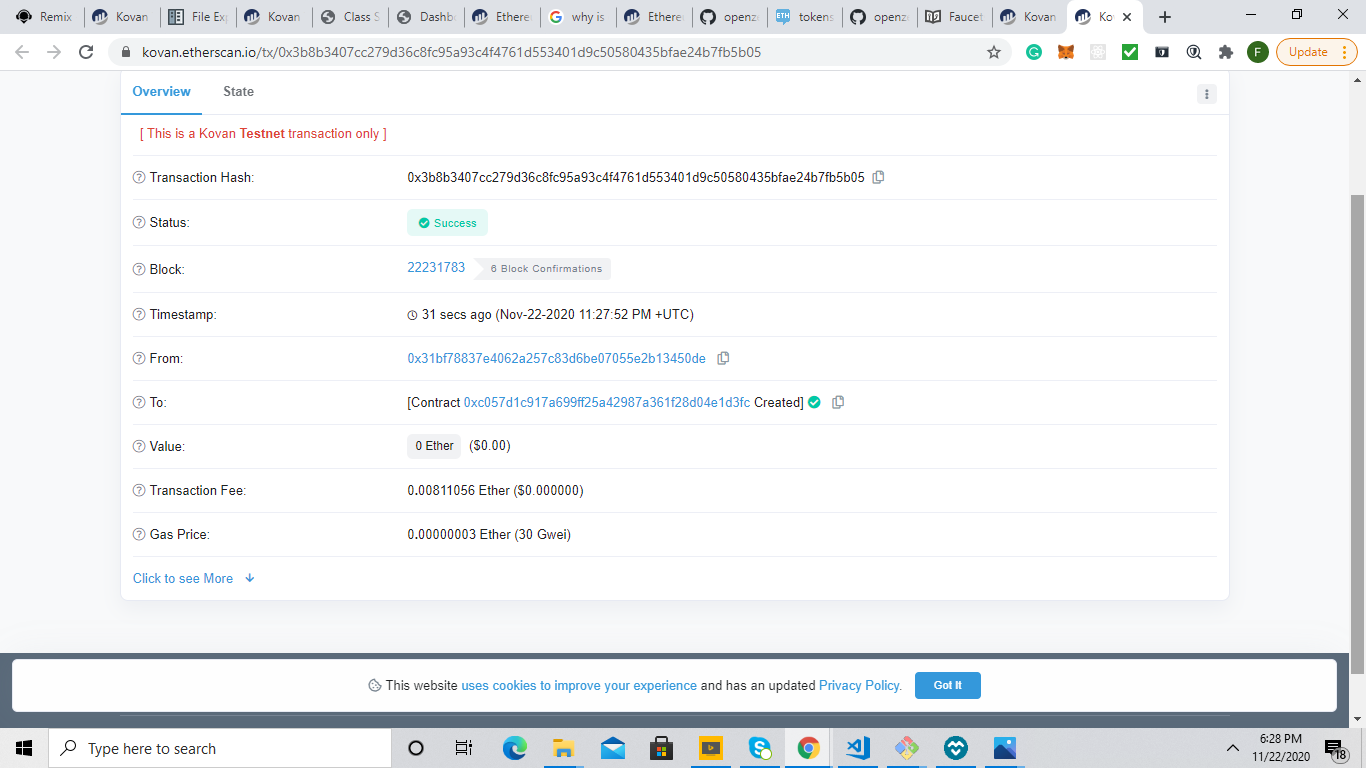 Remix
Kovan
File Exp
Kovan
Class S
Dashb
Ethere
why is
Ethere
openz
tokens
openz
Faucet
Kovan
Ko
kovan.etherscan.io/tx/0x3b8b3407cc279d36c8fc95a93c4f4761d553401d9c50580435bfae24b7fb5b05
F
Update
Overview State
[ This is a Kovan Testnet transaction only ]
Transaction Hash: 0x3b8b3407cc279d36c8fc95a93c4f4761d553401d9c50580435bfae24b7fb5b05
Status: Success
Block: 22231783 6 Block Confirmations
Timestamp: 31 secs ago (Nov-22-2020 11:27:52 PM +UTC)
From: 0x31bf78837e4062a257c83d6be07055e2b13450de
To: [Contract 0xc057d1c917a699ff25a42987a361f28d04e1d3fc Created]
Value: 0 Ether ($0.00)
Transaction Fee: 0.00811056 Ether ($0.000000)
Gas Price: 0.00000003 Ether (30 Gwei)
Click to see More
This website uses cookies to improve your experience and has an updated Privacy Policy. Got It
Type here to search
6:28 PM
11/22/2020
18